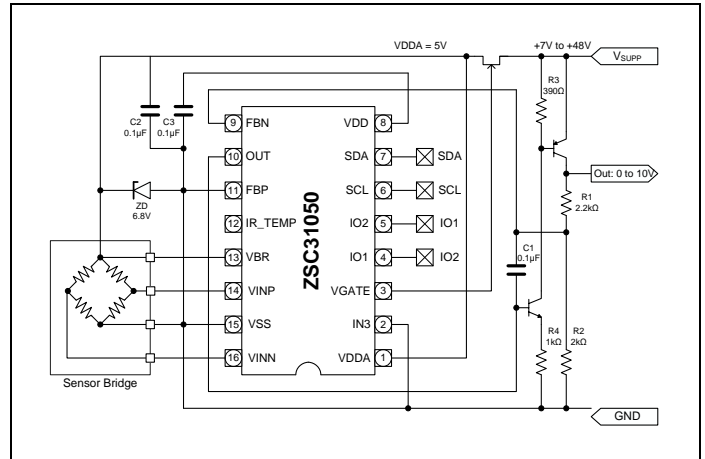 VDDA = 5V
+7V to +48V
VSUPP
R3
390Ω
C2
0.1µF
C3
0.1µF
9 FBN
VDD 8
10 OUT
SDA 7
SDA
Out: 0 to 10V
11 FBP
SCL 6
SCL
ZD
6.8V
R1
2.2kΩ
12 IR_TEMP
IO2 5
IO1
ZSC31050
C1
0.1µF
13 VBR
IO1 4
IO2
14 VINP
VGATE 3
15 VSS
IN3 2
R4
1kΩ
R2
2kΩ
16 VINN
VDDA 1
Sensor Bridge
GND